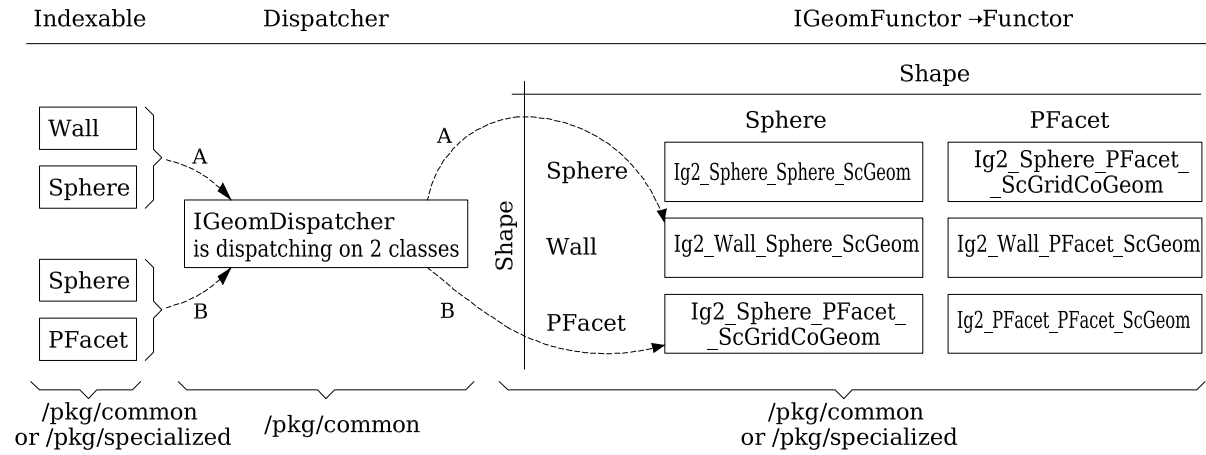 Indexable
Dispatcher
IGeomFunctor →Functor
Shape
Sphere
PFacet
Wall
Sphere
A
IGeomDispatcher
is dispatching on 2 classes
Sphere
PFacet
B
A
B
Shape
Sphere
Ig2_Sphere_Sphere_ScGeom
Ig2_Sphere_PFacet_
_ScGridCoGeom
Wall
Ig2_Wall_Sphere_ScGeom
Ig2_Wall_PFacet_ScGeom
PFacet
Ig2_Sphere_PFacet_
_ScGridCoGeom
Ig2_PFacet_PFacet_ScGeom
/pkg/common
or /pkg/specialized
/pkg/common
/pkg/common
or /pkg/specialized